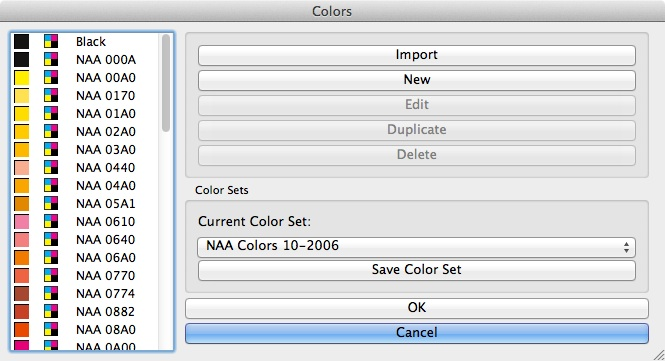 Colors
Black
NAA 000A
NAA 00A0
NAA 0170
NAA 01A0
NAA 02A0
NAA 03A0
NAA 0440
NAA 04A0
NAA 05A1
NAA 0610
NAA 0640
NAA 06A0
NAA 0770
NAA 0774
NAA 0882
NAA 08A0
NAA 0A00
Import
New
Edit
Duplicate
Delete
Color Sets
Current Color Set:
NAA Colors 10-2006
Save Color Set
OK
Cancel